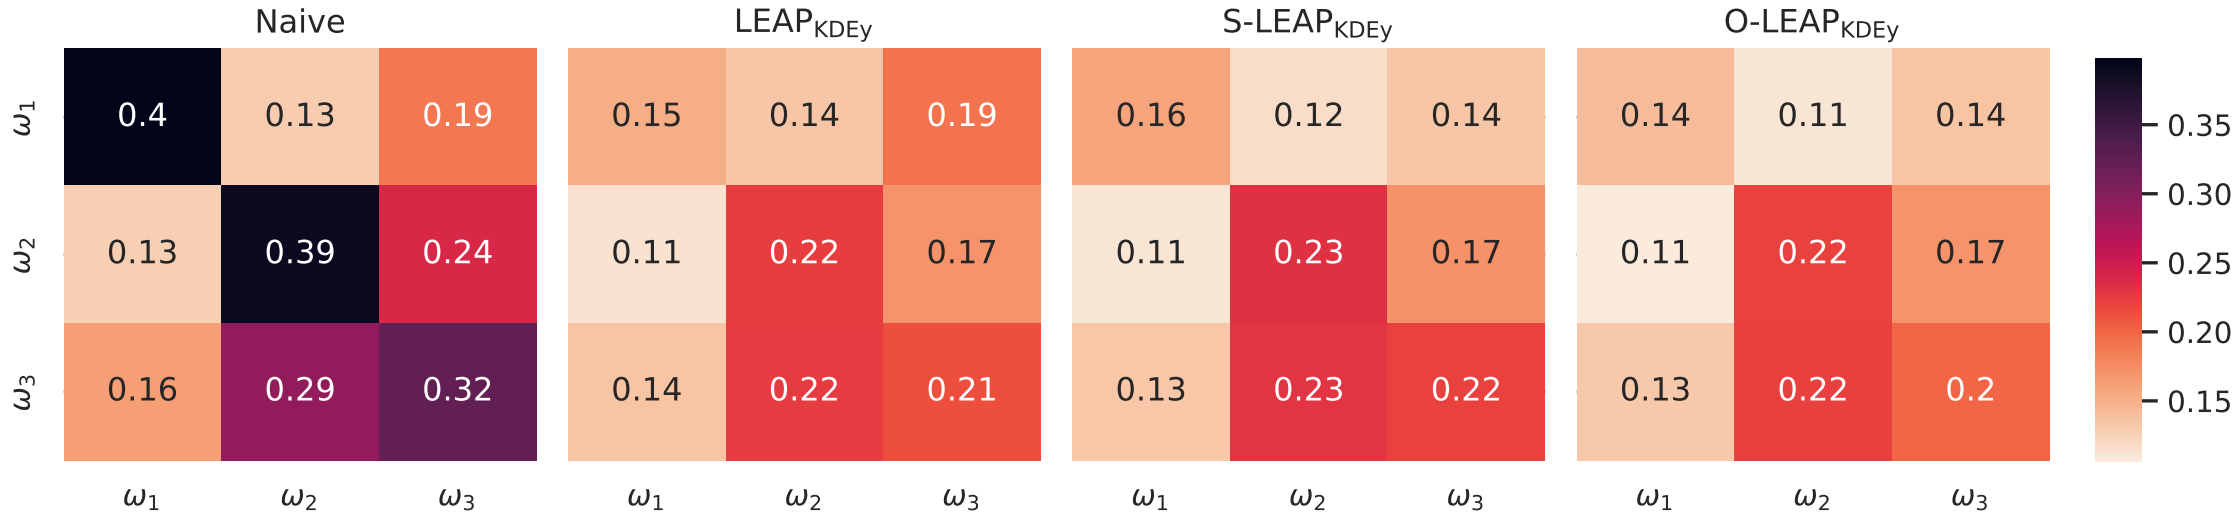 Naive LEAP_KDEy S-LEAP_KDEy O-LEAP_KDEy
ω₁ 0.4 0.13 0.19 0.15 0.14 0.19 0.16 0.12 0.14 0.14 0.11 0.14
0.35
0.30
ω₂ 0.13 0.39 0.24 0.11 0.22 0.17 0.11 0.23 0.17 0.11 0.22 0.17
0.25
0.20
ω₃ 0.16 0.29 0.32 0.14 0.22 0.21 0.13 0.23 0.22 0.13 0.22 0.2
0.15
ω₁ ω₂ ω₃ ω₁ ω₂ ω₃ ω₁ ω₂ ω₃ ω₁ ω₂ ω₃